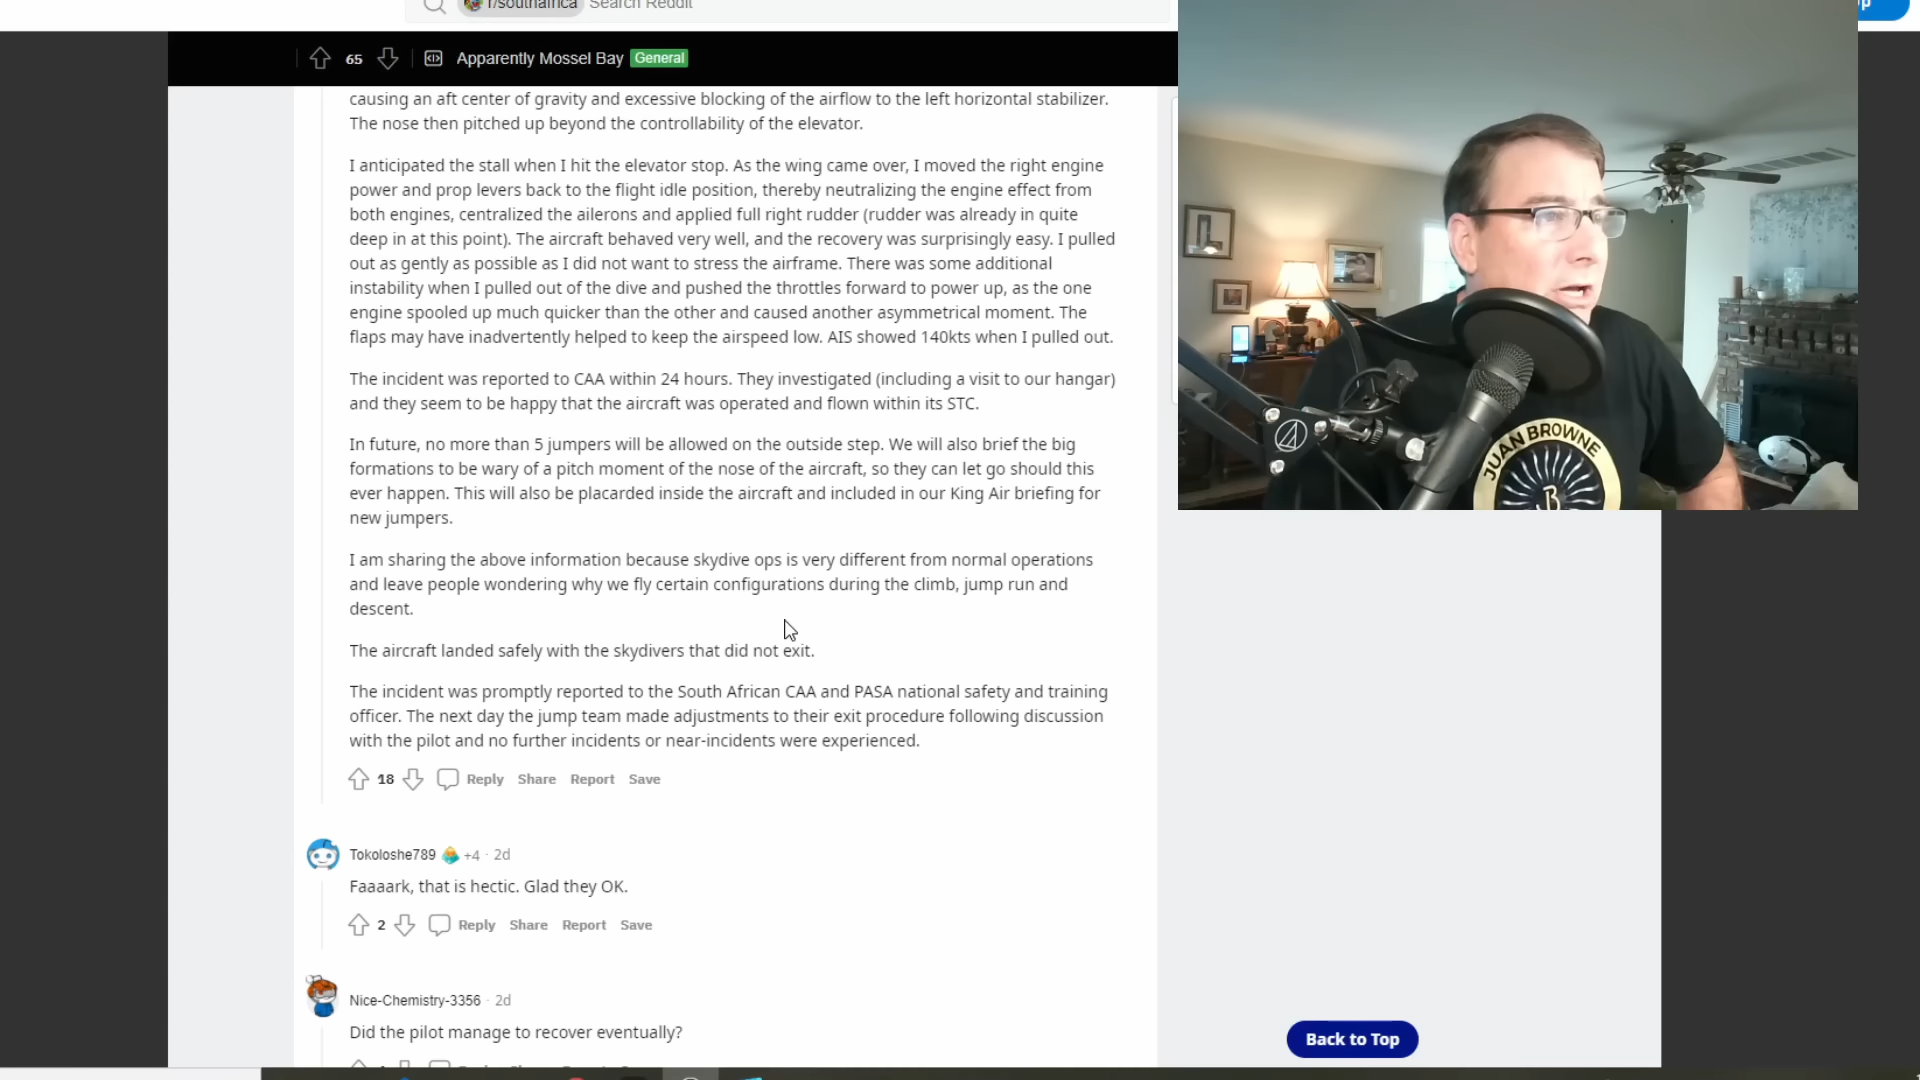 r/southafrica Search Reddit
65 Apparently Mossel Bay General
causing an aft center of gravity and excessive blocking of the airflow to the left horizontal stabilizer.
The nose then pitched up beyond the controllability of the elevator.
I anticipated the stall when I hit the elevator stop. As the wing came over, I moved the right engine
power and prop levers back to the flight idle position, thereby neutralizing the engine effect from
both engines, centralized the ailerons and applied full right rudder (rudder was already in quite
deep in at this point). The aircraft behaved very well, and the recovery was surprisingly easy. I pulled
out as gently as possible as I did not want to stress the airframe. There was some additional
instability when I pulled out of the dive and pushed the throttles forward to power up, as the one
engine spooled up much quicker than the other and caused another asymmetrical moment. The
flaps may have inadvertently helped to keep the airspeed low. AIS showed 140kts when I pulled out.
The incident was reported to CAA within 24 hours. They investigated (including a visit to our hangar)
and they seem to be happy that the aircraft was operated and flown within its STC.
In future, no more than 5 jumpers will be allowed on the outside step. We will also brief the big
formations to be wary of a pitch moment of the nose of the aircraft, so they can let go should this
ever happen. This will also be placarded inside the aircraft and included in our King Air briefing for
new jumpers.
I am sharing the above information because skydive ops is very different from normal operations
and leave people wondering why we fly certain configurations during the climb, jump run and
descent.
The aircraft landed safely with the skydivers that did not exit.
The incident was promptly reported to the South African CAA and PASA national safety and training
officer. The next day the jump team made adjustments to their exit procedure following discussion
with the pilot and no further incidents or near-incidents were experienced.
18 Reply Share Report Save
Tokoloshe789 +4 · 2d
Faaaark, that is hectic. Glad they OK.
2 Reply Share Report Save
Nice-Chemistry-3356 · 2d
Did the pilot manage to recover eventually?
Back to Top
JUAN BROWNE
B